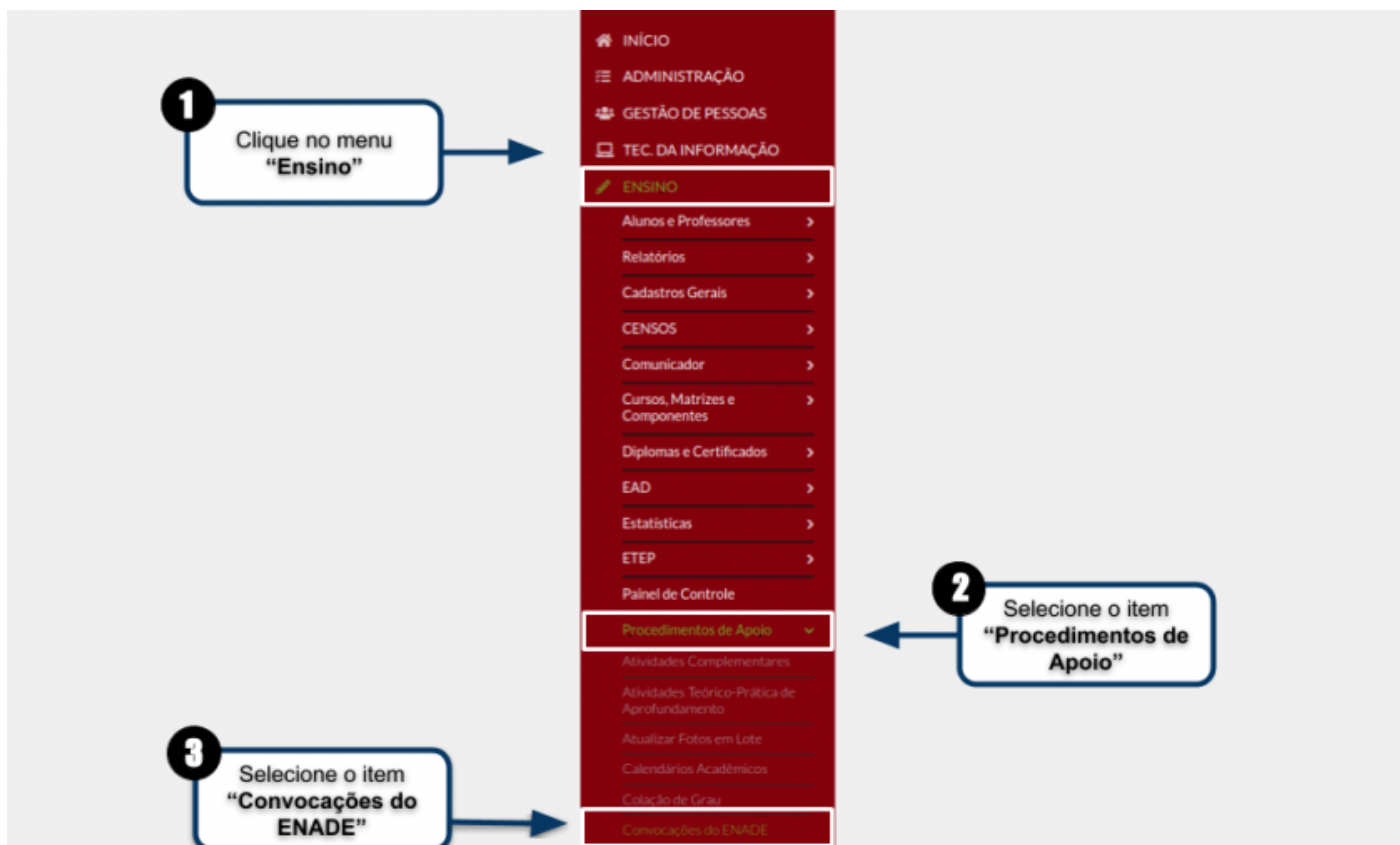 INÍCIO
ADMINISTRAÇÃO
GESTÃO DE PESSOAS
TEC. DA INFORMAÇÃO
1
Clique no menu
“Ensino”
ENSINO
Alunos e Professores
Relatórios
Cadastros Gerais
CENSOS
Comunicador
Cursos, Matrizes e
Componentes
Diplomas e Certificados
EAD
Estatísticas
ETEP
Painel de Controle
2
Selecione o item
“Procedimentos de
Apoio”
Procedimentos de Apoio
Atividades Complementares
Atividades Teórico-Prática de
Aprofundamento
Atualizar Fotos em Lote
Calendários Acadêmicos
Colação de Grau
3
Selecione o item
“Convocações do
ENADE”
Convocações do ENADE